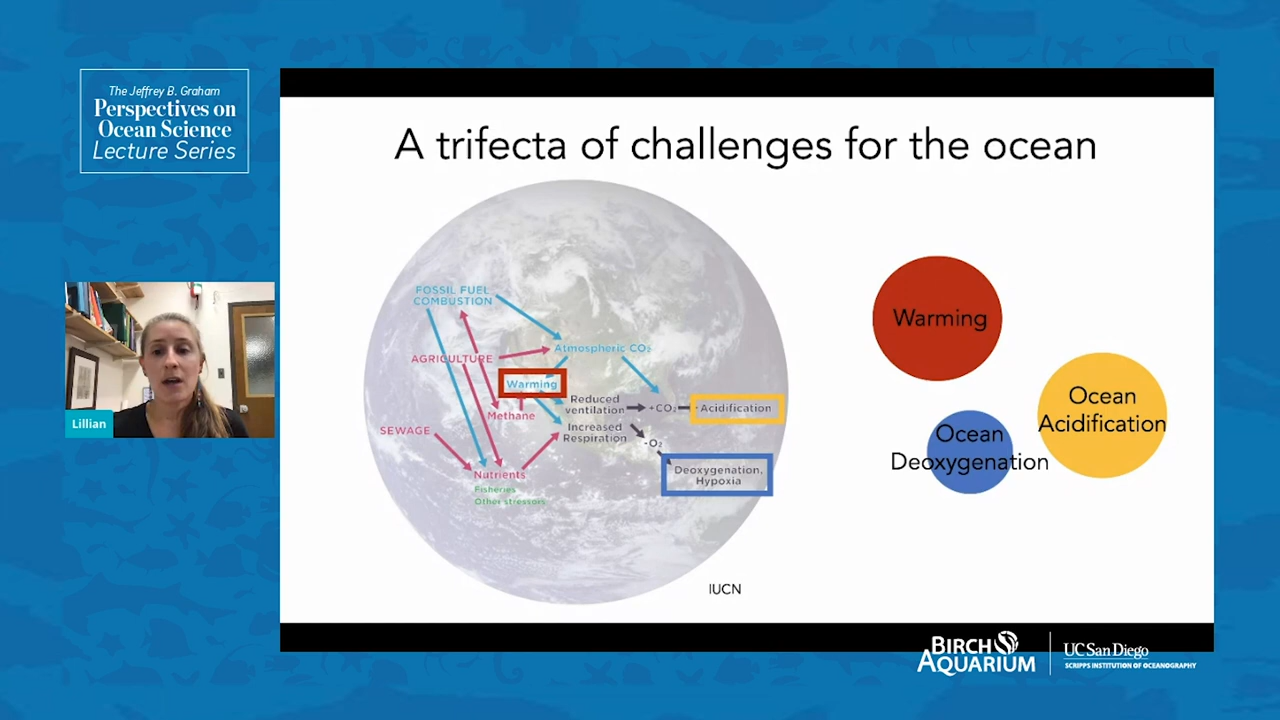 The Jeffrey B. Graham
Perspectives on
Ocean Science
Lecture Series
Lillian
A trifecta of challenges for the ocean
FOSSIL FUEL
COMBUSTION
AGRICULTURE
Atmospheric CO₂
Warming
Methane
Reduced
ventilation
+CO₂
Acidification
SEWAGE
Increased
Respiration
-O₂
Nutrients
Fisheries
Other stressors
Deoxygenation,
Hypoxia
IUCN
Warming
Ocean
Acidification
Ocean
Deoxygenation
BIRCH
AQUARIUM
UC San Diego
SCRIPPS INSTITUTION OF OCEANOGRAPHY